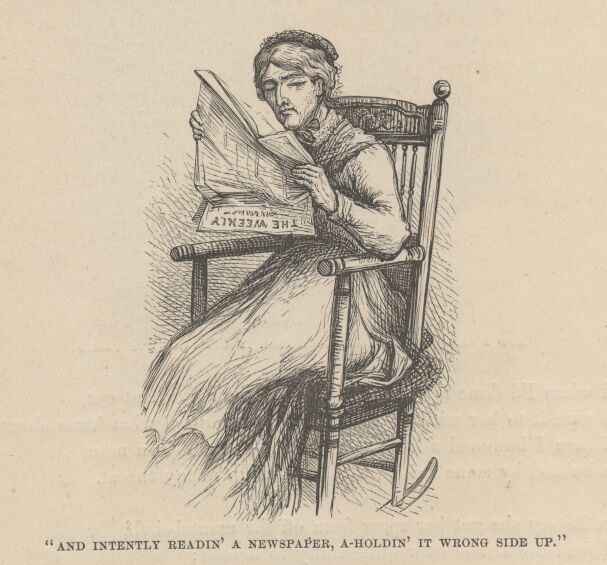 THE WEEKLY
"AND INTENTLY READIN' A NEWSPAPER, A-HOLDIN' IT WRONG SIDE UP."